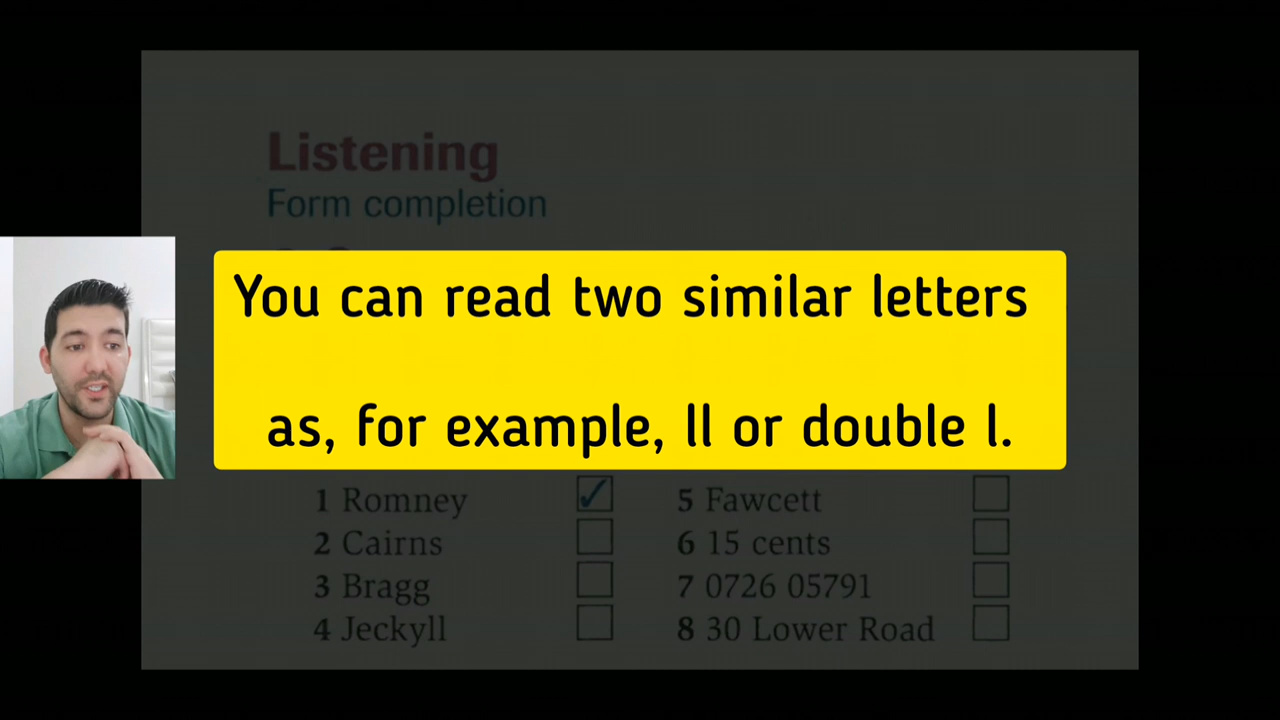 Listening
Form completion
You can read two similar letters
as, for example, ll or double l.
1 Romney ✓ 5 Fawcett
2 Cairns 6 15 cents
3 Bragg 7 0726 05791
4 Jeckyll 8 30 Lower Road